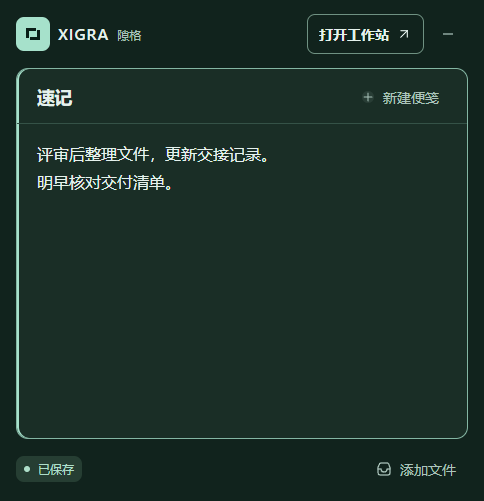 XIGRA 隐格
打开工作站
速记
新建便笺
评审后整理文件，更新交接记录。
明早核对交付清单。
已保存
添加文件